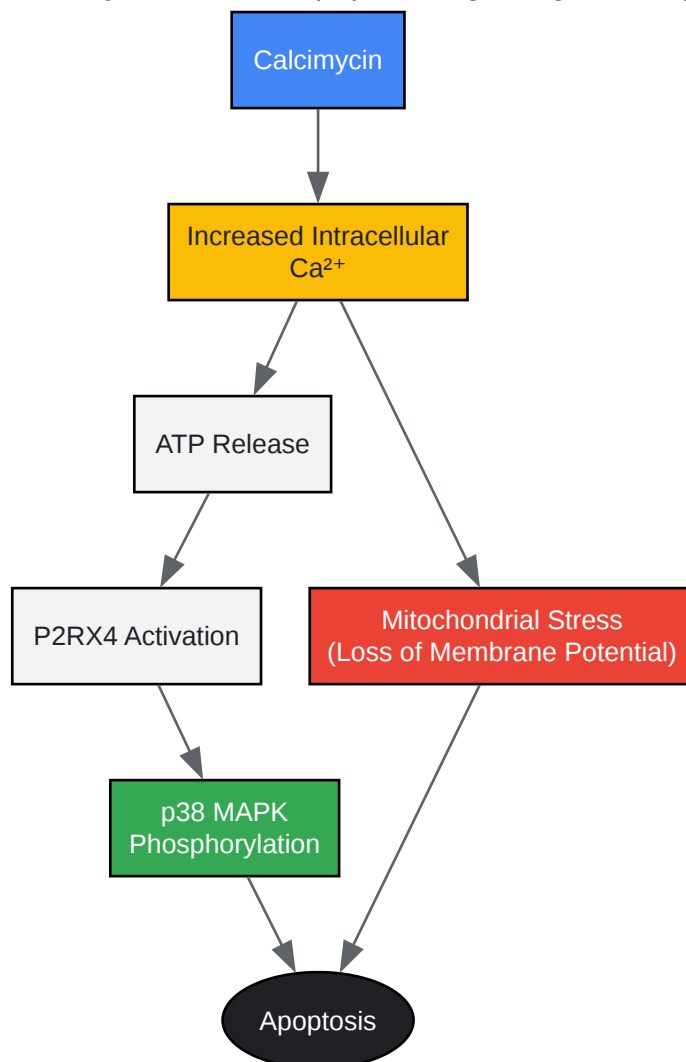 Calcimycin
Increased Intracellular
Ca²⁺
ATP Release
P2RX4 Activation
Mitochondrial Stress
(Loss of Membrane Potential)
p38 MAPK
Phosphorylation
Apoptosis